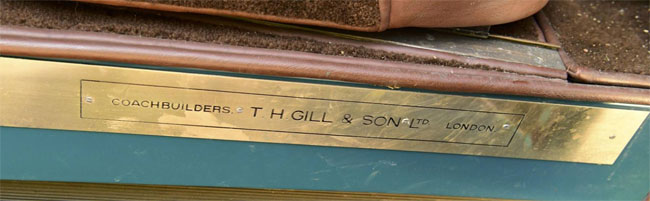 COACHBUILDERS. T. H GILL & SON LTD. LONDON